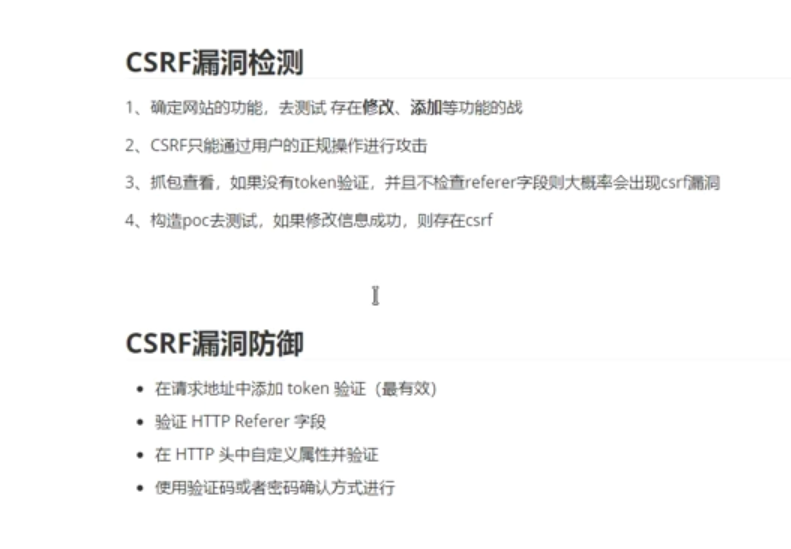 CSRF漏洞检测
1、确定网站的功能，去测试 存在修改、添加等功能的战
2、CSRF只能通过用户的正规操作进行攻击
3、抓包查看，如果没有token验证，并且不检查referer字段则大概率会出现csrf漏洞
4、构造poc去测试，如果修改信息成功，则存在csrf
CSRF漏洞防御
• 在请求地址中添加 token 验证（最有效）
• 验证 HTTP Referer 字段
• 在 HTTP 头中自定义属性并验证
• 使用验证码或者密码确认方式进行